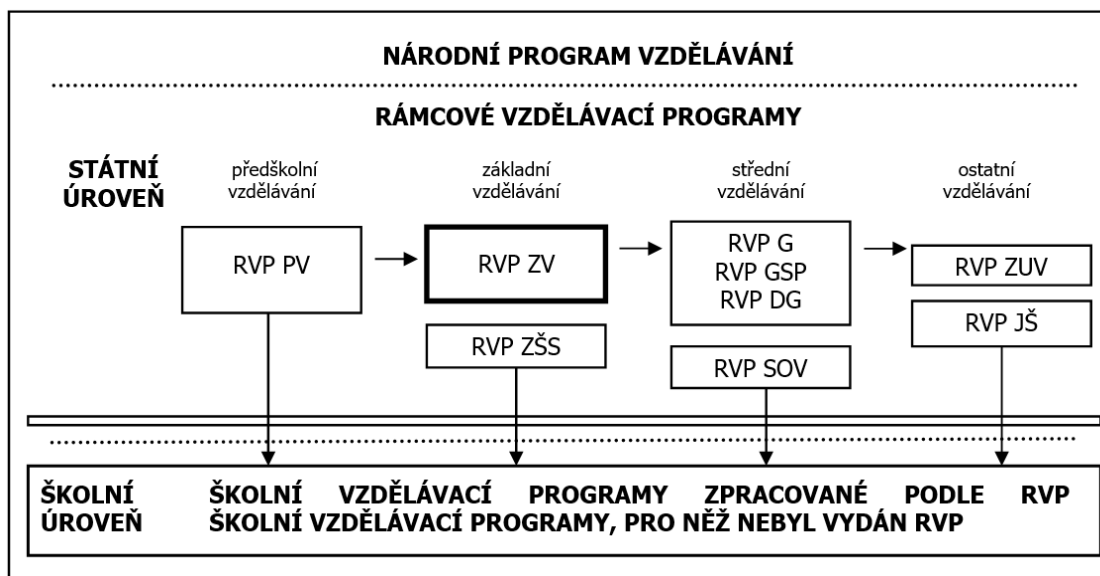 NÁRODNÍ PROGRAM VZDĚLÁVÁNÍ
RÁMCOVÉ VZDĚLÁVACÍ PROGRAMY
STÁTNÍ
ÚROVEŇ
předškolní
vzdělávání
základní
vzdělávání
střední
vzdělávání
ostatní
vzdělávání
RVP PV
RVP ZV
RVP G
RVP GSP
RVP DG
RVP ZUV
RVP ZŠS
RVP SOV
RVP JŠ
ŠKOLNÍ
ÚROVEŇ
ŠKOLNÍ VZDĚLÁVACÍ PROGRAMY ZPRACOVANÉ PODLE RVP
ŠKOLNÍ VZDĚLÁVACÍ PROGRAMY, PRO NĚŽ NEBYL VYDÁN RVP